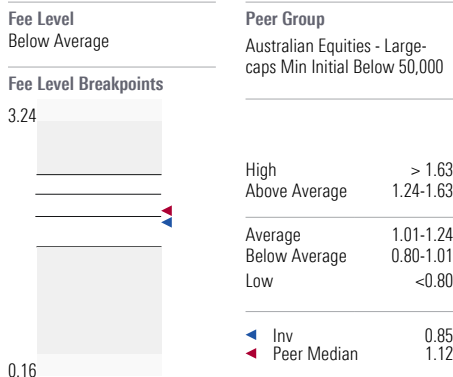 Fee Level
Below Average
Fee Level Breakpoints
3.24
0.16
Peer Group
Australian Equities - Large-
caps Min Initial Below 50,000
High > 1.63
Above Average 1.24-1.63
Average 1.01-1.24
Below Average 0.80-1.01
Low <0.80
Inv 0.85
Peer Median 1.12